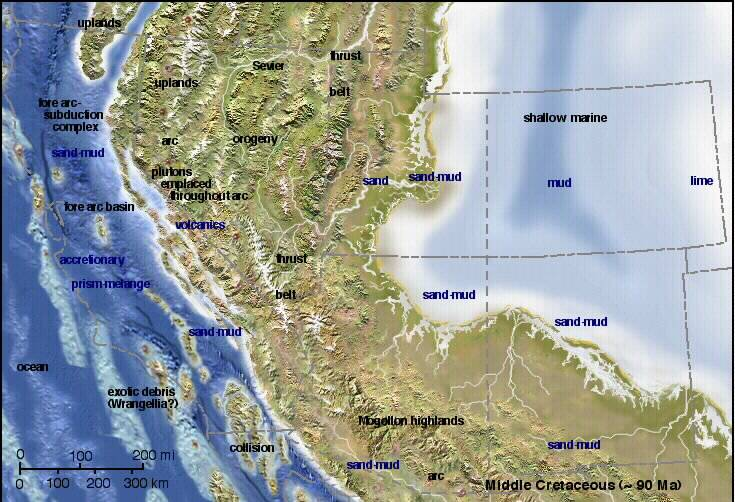 uplands
Sevier
thrust
uplands
belt
fore arc-
subduction
complex
shallow marine
arc
orogeny
sand-mud
plutons
emplaced
throughout arc
sand
sand-mud
mud
lime
fore arc basin
volcanics
accretionary
prism-melange
thrust
belt
sand-mud
sand-mud
sand-mud
ocean
exotic debris
(Wrangellia?)
Mogollon highlands
collision
sand-mud
sand-mud
arc
0 100 200 mi
0 100 200 300 km
Middle Cretaceous (~ 90 Ma)